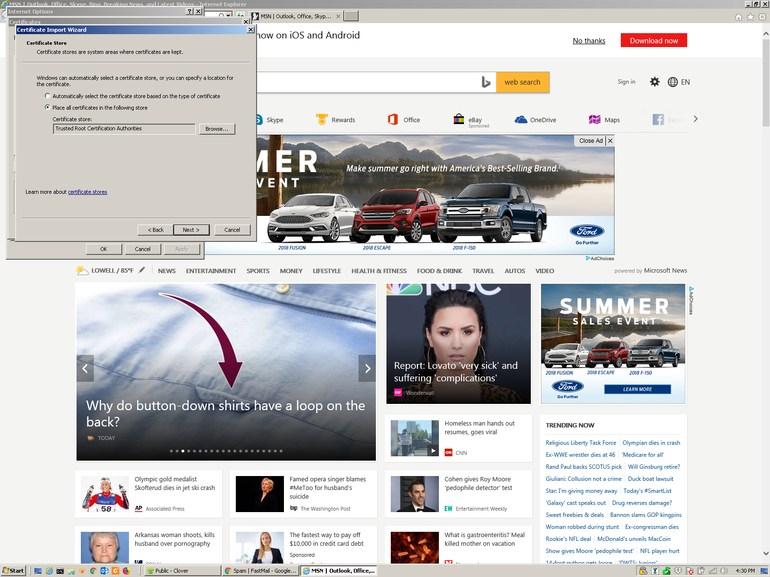 MSN | Outlook, Office, Skype, Bing, Breaking News, and Latest Videos - Internet Explorer
Internet Options
Certificates
MSN | Outlook, Office, Skyp...
Certificate Import Wizard
Certificate Store
Certificate stores are system areas where certificates are kept.
Windows can automatically select a certificate store, or you can specify a location for
the certificate.
Automatically select the certificate store based on the type of certificate
Place all certificates in the following store
Certificate store:
Trusted Root Certification Authorities
Browse...
Learn more about certificate stores
< Back
Next >
Cancel
OK
Cancel
Apply
now on iOS and Android
No thanks
Download now
web search
Sign in
EN
Skype
Rewards
Office
eBay
Sponsored
OneDrive
Maps
Close Ad
MER
EVENT
Make summer go right with America's Best-Selling Brand.
2018 FUSION
2018 ESCAPE
2018 F-150
Ford
Go Further
AdChoices
LOWELL / 85°F
NEWS ENTERTAINMENT SPORTS MONEY LIFESTYLE HEALTH & FITNESS FOOD & DRINK TRAVEL AUTOS VIDEO
powered by Microsoft News
Why do button-down shirts have a loop on the
back?
TODAY
NBC
Report: Lovato 'very sick' and
suffering 'complications'
Wonderwall
SUMMER
SALES EVENT
2018 FUSION
2018 ESCAPE
2018 F-150
Ford
Go Further
LEARN MORE
AdChoices
Homeless man hands out
resumes, goes viral
CNN
TRENDING NOW
Religious Liberty Task Force Olympian dies in crash
Ex-WWE wrestler dies at 46 'Medicare for all'
Rand Paul backs SCOTUS pick Will Ginsburg retire?
Giuliani: Collusion not a crime Duck boat lawsuit
Star: I'm giving money away Today's #SmartList
'Galaxy' cast speaks out Drug reverses damage?
Sweet freebies & deals Bannon slams GOP kingpins
Woman robbed during stunt Ex-congressman dies
Rookie's NFL deal McDonald's unveils MacCoin
Show gives Moore 'pedophile test' NFL player hurt
Olympic gold medalist
Skofterud dies in jet ski crash
AP Associated Press
58
Famed opera singer blames
#MeToo for husband's
suicide
wp The Washington Post
Cohen gives Roy Moore
'pedophile detector' test
EW Entertainment Weekly
Arkansas woman shoots, kills
husband over pornography
The fastest way to pay off
$10,000 in credit card debt
Sponsored
What is gastroenteritis? Meal
killed mother on vacation
Start
Public - Clover
Spam | FastMail - Google...
MSN | Outlook, Office,...
4:30 PM